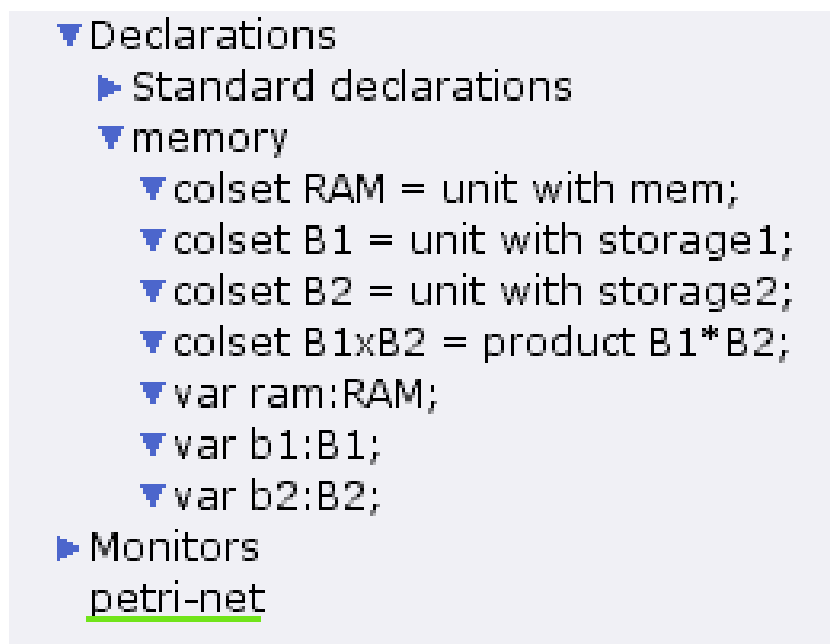 Declarations
Standard declarations
memory
colset RAM = unit with mem;
colset B1 = unit with storage1;
colset B2 = unit with storage2;
colset B1xB2 = product B1*B2;
var ram:RAM;
var b1:B1;
var b2:B2;
Monitors
petri-net